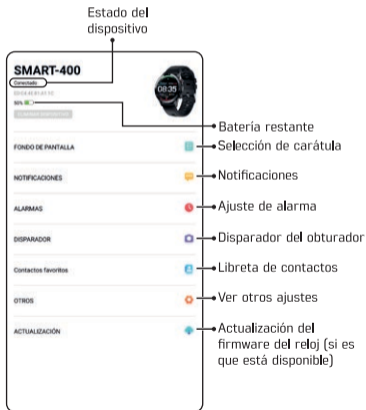 Estado del
dispositivo
SMART-400
Conectado
50%
Batería restante
FONDO DE PANTALLA
Selección de carátula
NOTIFICACIONES
Notificaciones
ALARMAS
Ajuste de alarma
DISPARADOR
Disparador del obturador
Contactos favoritos
Libreta de contactos
OTROS
Ver otros ajustes
ACTUALIZACIÓN
Actualización del
firmware del reloj (si es
que está disponible)
08:35